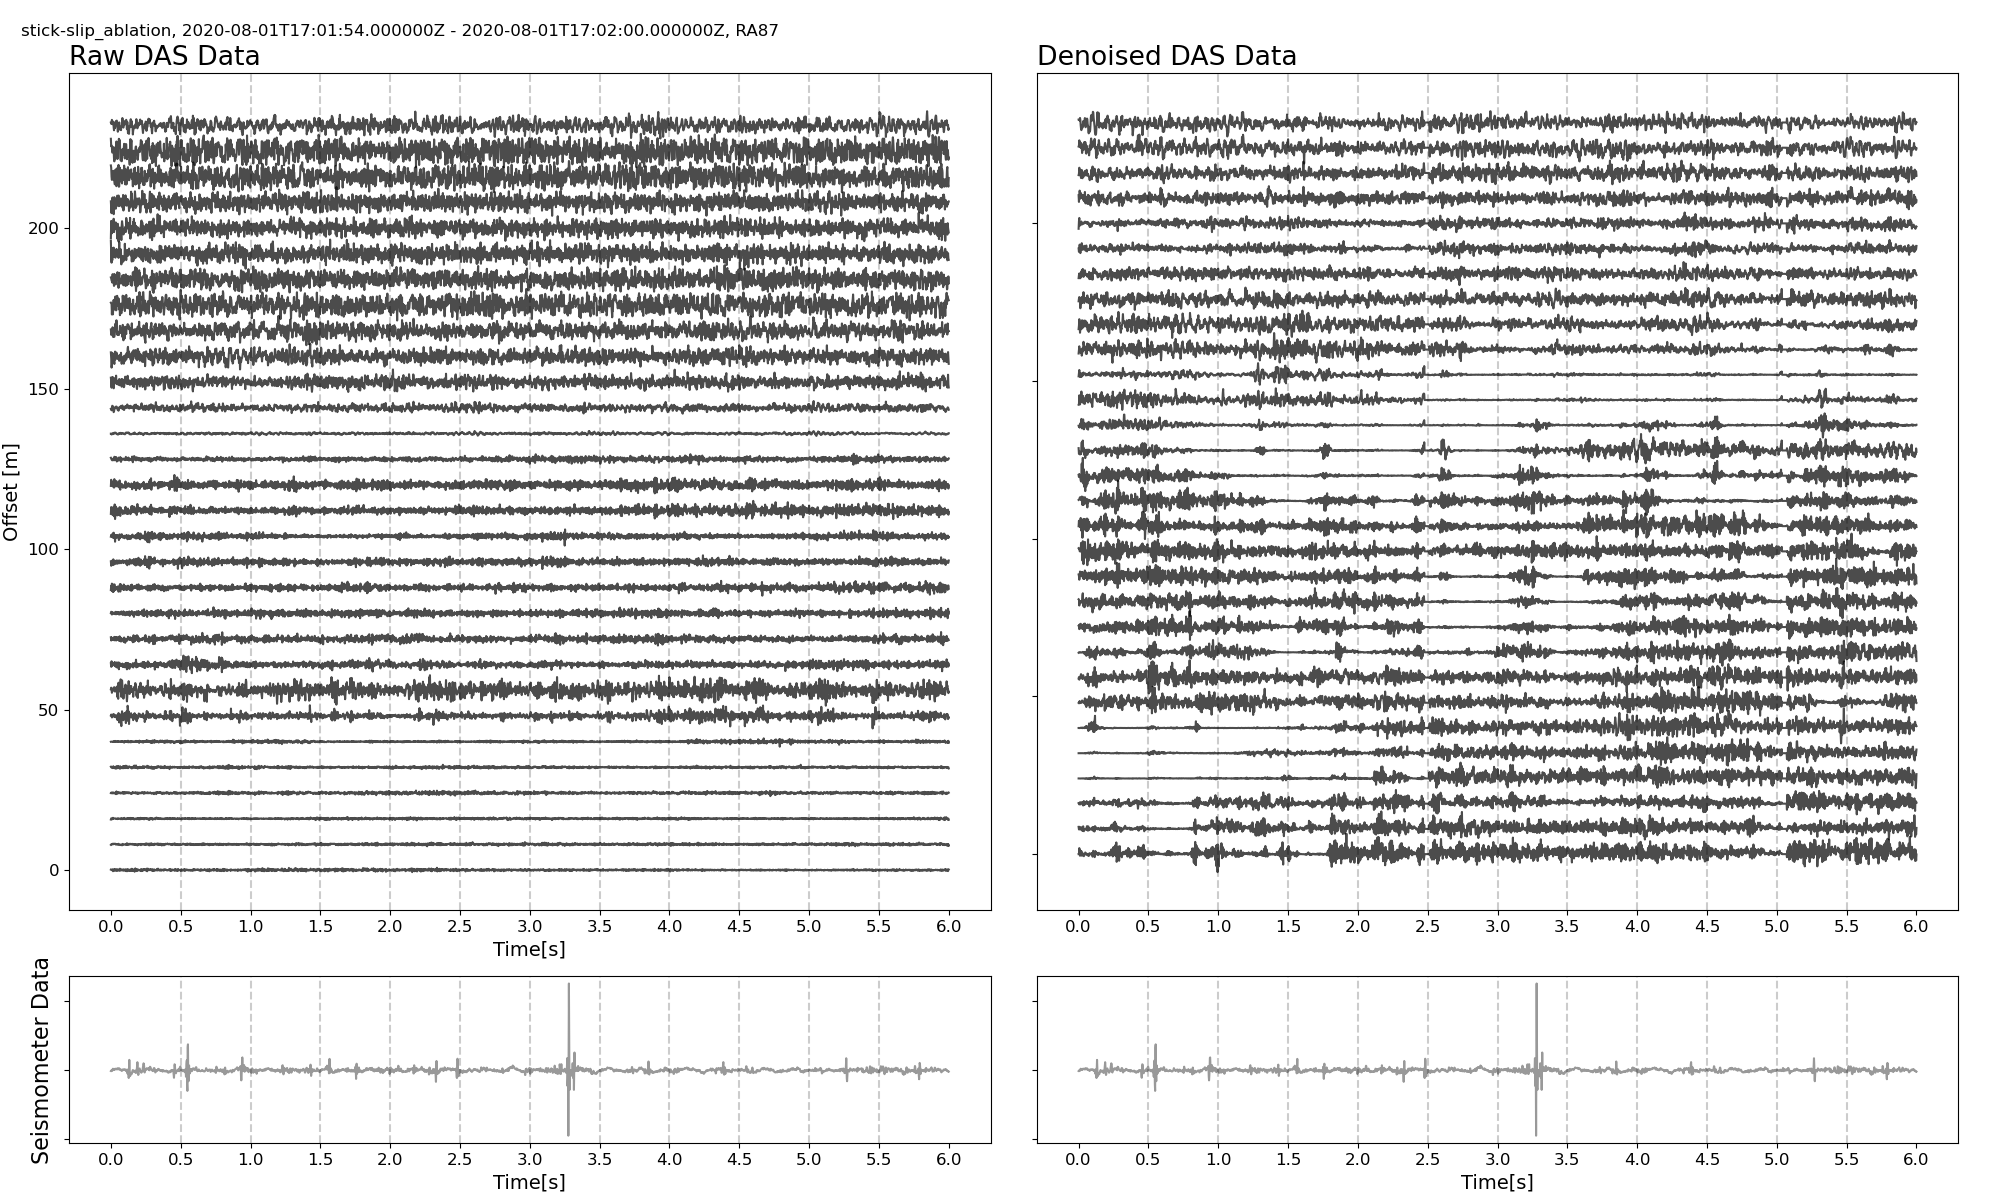 stick-slip_ablation, 2020-08-01T17:01:54.000000Z - 2020-08-01T17:02:00.000000Z, RA87
Raw DAS Data
Denoised DAS Data
Offset [m]
200
150
100
50
0
0.0 0.5 1.0 1.5 2.0 2.5 3.0 3.5 4.0 4.5 5.0 5.5 6.0
Time[s]
0.0 0.5 1.0 1.5 2.0 2.5 3.0 3.5 4.0 4.5 5.0 5.5 6.0
Seismometer Data
0.0 0.5 1.0 1.5 2.0 2.5 3.0 3.5 4.0 4.5 5.0 5.5 6.0
Time[s]
0.0 0.5 1.0 1.5 2.0 2.5 3.0 3.5 4.0 4.5 5.0 5.5 6.0
Time[s]